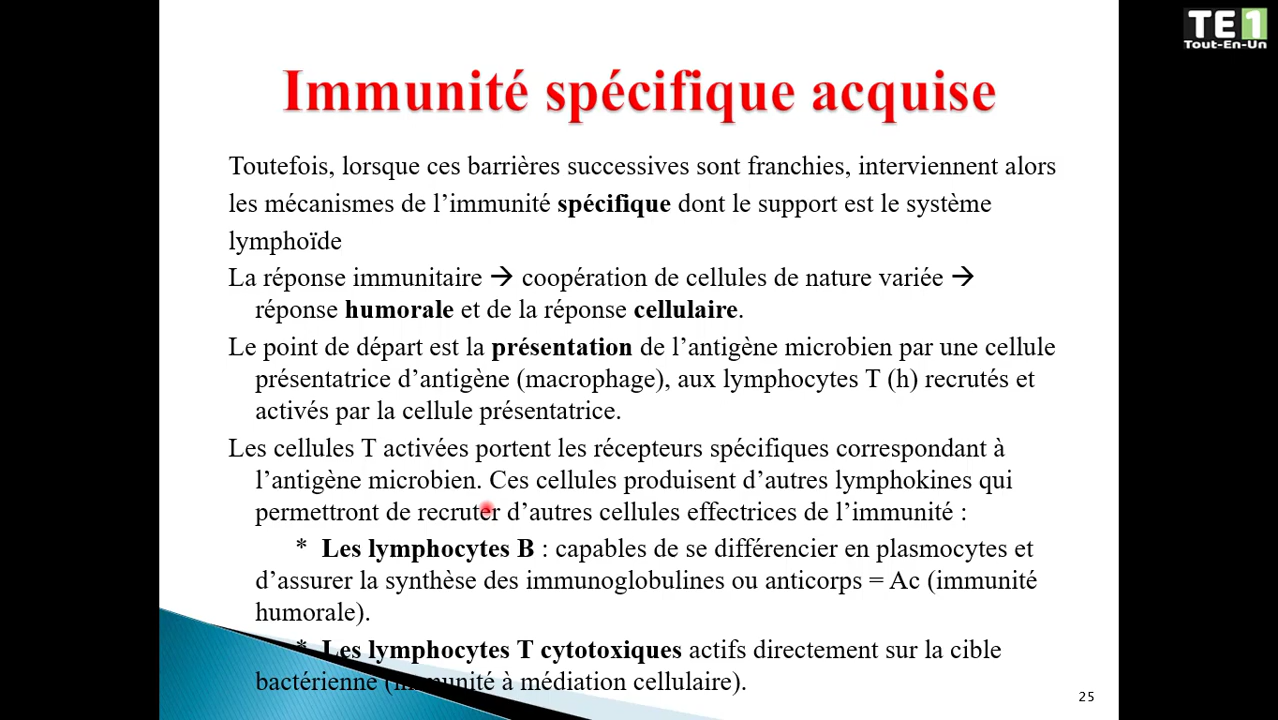 TE1
Tout-En-Un
Immunité spécifique acquise
Toutefois, lorsque ces barrières successives sont franchies, interviennent alors
les mécanismes de l’immunité spécifique dont le support est le système
lymphoïde
La réponse immunitaire → coopération de cellules de nature variée →
réponse humorale et de la réponse cellulaire.
Le point de départ est la présentation de l’antigène microbien par une cellule
présentatrice d’antigène (macrophage), aux lymphocytes T (h) recrutés et
activés par la cellule présentatrice.
Les cellules T activées portent les récepteurs spécifiques correspondant à
l’antigène microbien. Ces cellules produisent d’autres lymphokines qui
permettront de recruter d’autres cellules effectrices de l’immunité :
* Les lymphocytes B : capables de se différencier en plasmocytes et
d’assurer la synthèse des immunoglobulines ou anticorps = Ac (immunité
humorale).
* Les lymphocytes T cytotoxiques actifs directement sur la cible
bactérienne (immunité à médiation cellulaire).
25